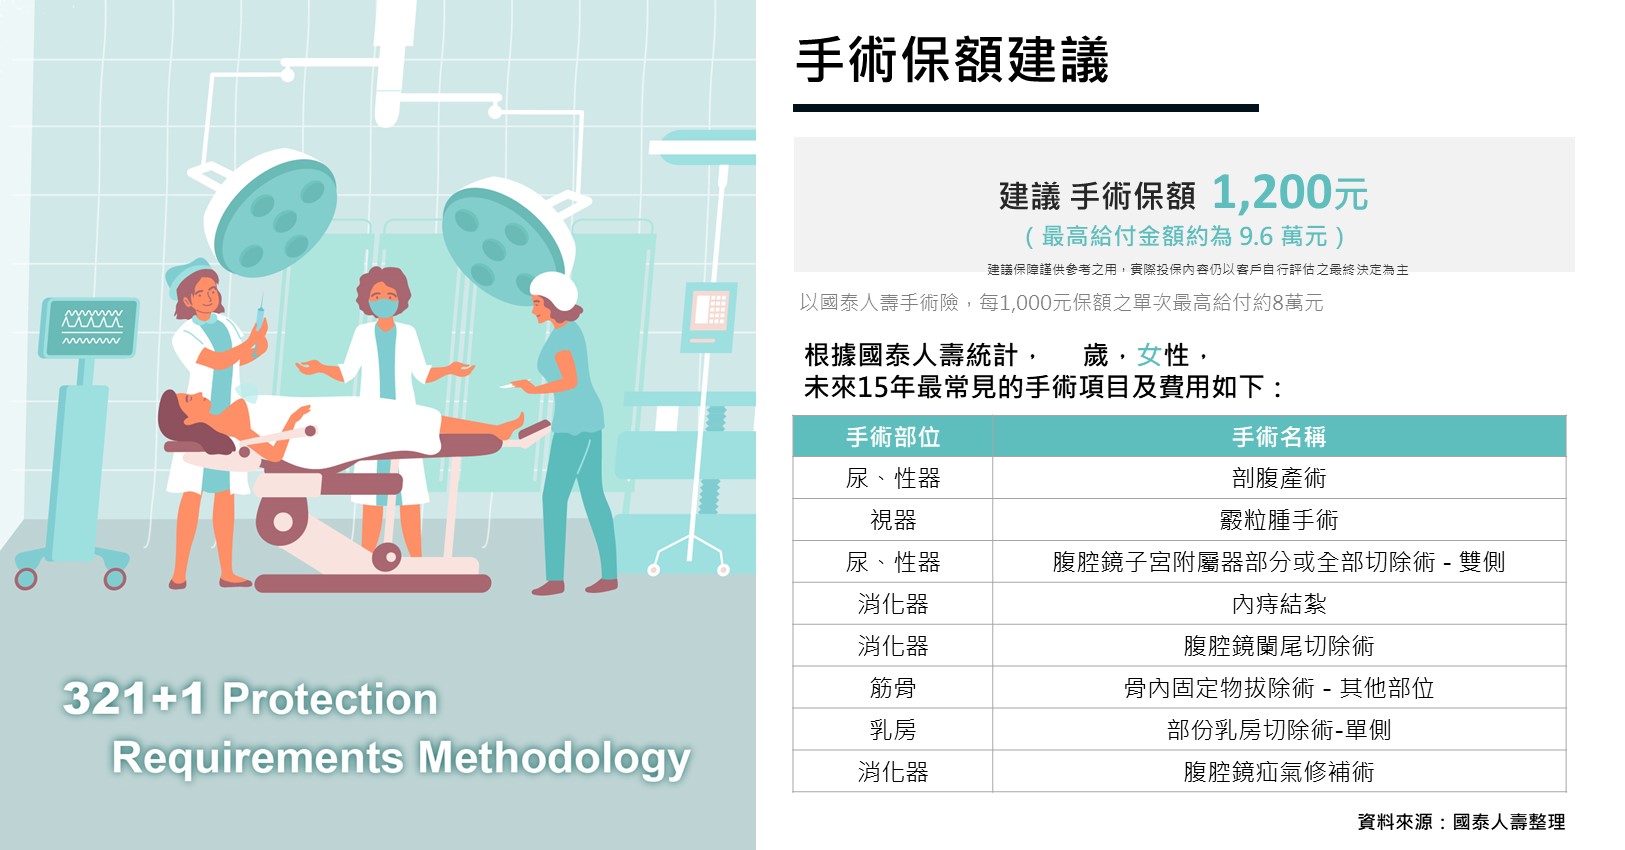 手術保額建議
建議 手術保額 1,200元
(最高給付金額約為 9.6 萬元)
建議保障謹供參考之用,實際投保內容仍以客戶自行評估之最終決定為主
以國泰人壽手術險,每1,000元保額之單次最高給付約8萬元
根據國泰人壽統計, 歲,女性,
未來15年最常見的手術項目及費用如下:
手術部位 手術名稱
尿、性器 剖腹產術
視器 霰粒腫手術
尿、性器 腹腔鏡子宮附屬器部分或全部切除術 - 雙側
消化器 內痔結紮
消化器 腹腔鏡闌尾切除術
筋骨 骨內固定物拔除術 - 其他部位
乳房 部份乳房切除術-單側
消化器 腹腔鏡疝氣修補術
資料來源:國泰人壽整理
321+1 Protection
Requirements Methodology